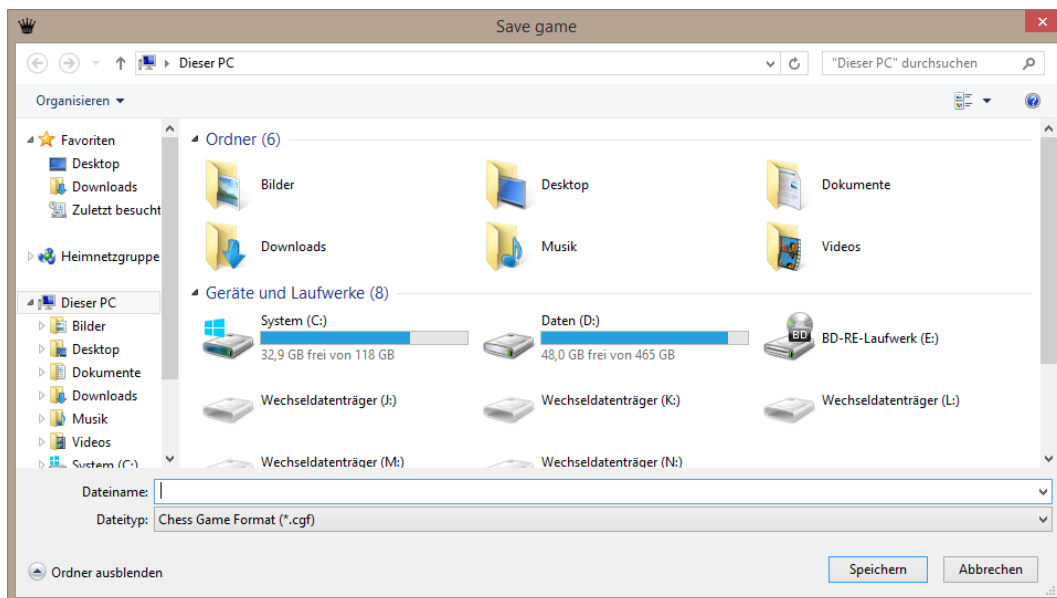 Save game
Dieser PC
"Dieser PC" durchsuchen
Organisieren
Favoriten
Desktop
Downloads
Zuletzt besucht
Heimnetzgruppe
Dieser PC
Bilder
Desktop
Dokumente
Downloads
Musik
Videos
System (C:)
Ordner (6)
Bilder
Desktop
Dokumente
Downloads
Musik
Videos
Geräte und Laufwerke (8)
System (C:)
32,9 GB frei von 118 GB
Daten (D:)
48,0 GB frei von 465 GB
BD
BD-RE-Laufwerk (E:)
Wechseldatenträger (J:)
Wechseldatenträger (K:)
Wechseldatenträger (L:)
Wechseldatenträger (M:)
Wechseldatenträger (N:)
Dateiname:
Dateityp: Chess Game Format (*.cgf)
Ordner ausblenden
Speichern
Abbrechen